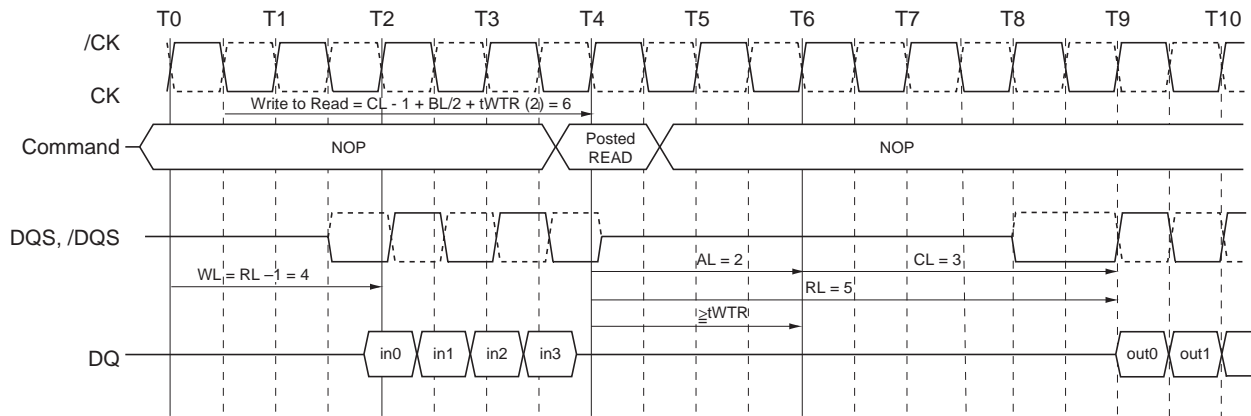 T0 T1 T2 T3 T4 T5 T6 T7 T8 T9 T10
/CK
CK
Write to Read = CL - 1 + BL/2 + tWTR (2) = 6
Command NOP Posted READ NOP
DQS, /DQS
WL = RL –1 = 4
AL = 2 CL = 3
RL = 5
≧tWTR
DQ in0 in1 in2 in3 out0 out1